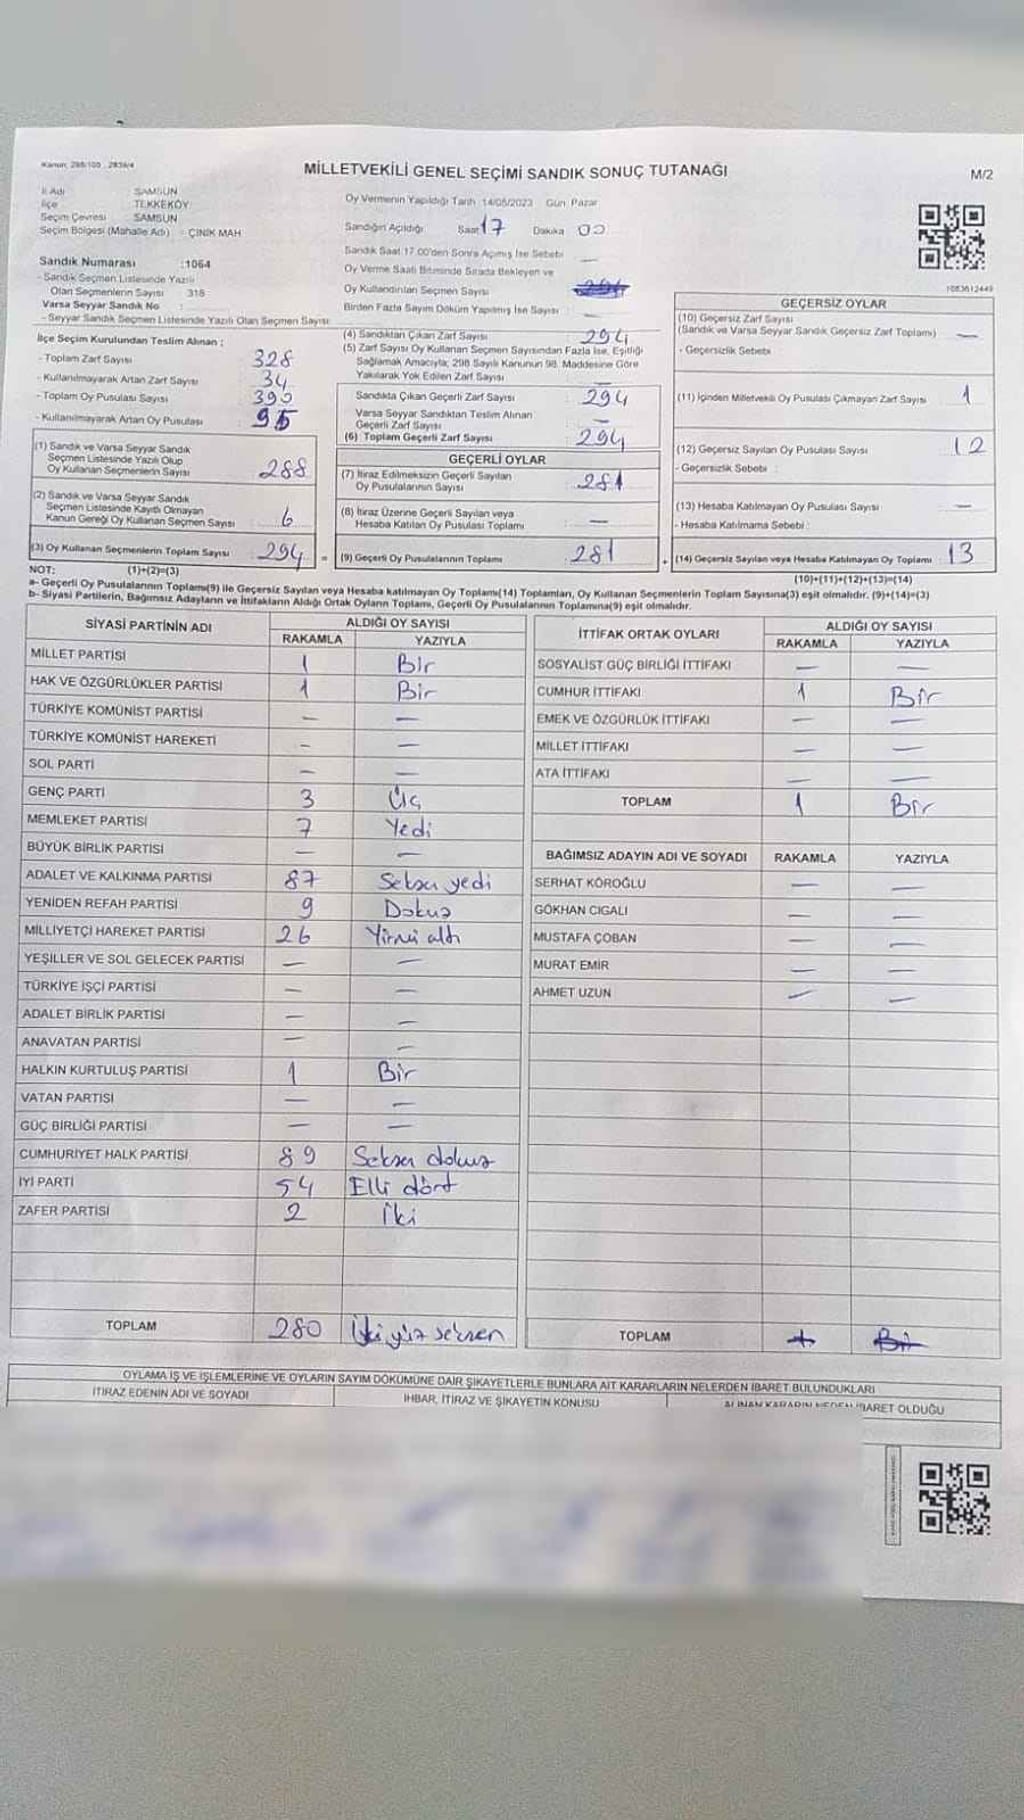 Kanun: 298/105 , 2839/4
MİLLETVEKİLİ GENEL SEÇİMİ SANDIK SONUÇ TUTANAĞI
M/2
İl Adı : SAMSUN
İlçe : TEKKEKÖY
Seçim Çevresi : SAMSUN
Seçim Bölgesi (Mahalle Adı) : ÇINIK MAH
Sandık Numarası :1064
- Sandık Seçmen Listesinde Yazılı
Olan Seçmenlerin Sayısı : 318
Varsa Seyyar Sandık No :
- Seyyar Sandık Seçmen Listesinde Yazılı Olan Seçmen Sayısı:
İlçe Seçim Kurulundan Teslim Alınan :
- Toplam Zarf Sayısı 328
- Kullanılmayarak Artan Zarf Sayısı 34
- Toplam Oy Pusulası Sayısı
- Kullanılmayarak Artan Oy Pusulası 95
(1) Sandık ve Varsa Seyyar Sandık
Seçmen Listesinde Yazılı Olup
Oy Kullanan Seçmenlerin Sayısı 288
(2) Sandık ve Varsa Seyyar Sandık
Seçmen Listesinde Kayıtlı Olmayan
Kanun Gereği Oy Kullanan Seçmen Sayısı 6
(3) Oy Kullanan Seçmenlerin Toplam Sayısı 294 =
Oy Vermenin Yapıldığı Tarih 14/05/2023 Gün Pazar
Sandığın Açıldığı Saat 17 Dakika 00
Sandık Saat 17.00'den Sonra Açılmış İse Sebebi —
Oy Verme Saati Bitiminde Sırada Bekleyen ve
Oy Kullandırılan Seçmen Sayısı
Birden Fazla Sayım Döküm Yapılmış İse Sayısı : —
(4) Sandıktan Çıkan Zarf Sayısı 294
(5) Zarf Sayısı Oy Kullanan Seçmen Sayısından Fazla İse, Eşitliği
Sağlamak Amacıyla, 298 Sayılı Kanunun 98. Maddesine Göre
Yakılarak Yok Edilen Zarf Sayısı —
Sandıkta Çıkan Geçerli Zarf Sayısı 294
Varsa Seyyar Sandıktan Teslim Alınan
Geçerli Zarf Sayısı —
(6) Toplam Geçerli Zarf Sayısı 294
GEÇERLİ OYLAR
(7) İtiraz Edilmeksizin Geçerli Sayılan
Oy Pusulalarının Sayısı 281
(8) İtiraz Üzerine Geçerli Sayılan veya
Hesaba Katılan Oy Pusulası Toplamı —
(9) Geçerli Oy Pusulalarının Toplamı 281 +
1083612449
GEÇERSİZ OYLAR
(10) Geçersiz Zarf Sayısı
(Sandık ve Varsa Seyyar Sandık Geçersiz Zarf Toplamı) —
- Geçersizlik Sebebi :
(11) İçinden Milletvekili Oy Pusulası Çıkmayan Zarf Sayısı 1
(12) Geçersiz Sayılan Oy Pusulası Sayısı 12
- Geçersizlik Sebebi :
(13) Hesaba Katılmayan Oy Pusulası Sayısı —
- Hesaba Katılmama Sebebi :
(14) Geçersiz Sayılan veya Hesaba Katılmayan Oy Toplamı 13
NOT: (1)+(2)=(3)
(10)+(11)+(12)+(13)=(14)
a- Geçerli Oy Pusulalarının Toplamı(9) ile Geçersiz Sayılan veya Hesaba katılmayan Oy Toplamı(14) Toplamları, Oy Kullanan Seçmenlerin Toplam Sayısına(3) eşit olmalıdır. (9)+(14)=(3)
b- Siyasi Partilerin, Bağımsız Adayların ve İttifakların Aldığı Ortak Oyların Toplamı, Geçerli Oy Pusulalarının Toplamına(9) eşit olmalıdır.
SİYASİ PARTİNİN ADI ALDIĞI OY SAYISI
RAKAMLA YAZIYLA
MİLLET PARTİSİ 1 Bir
HAK VE ÖZGÜRLÜKLER PARTİSİ 1 Bir
TÜRKİYE KOMÜNİST PARTİSİ — —
TÜRKİYE KOMÜNİST HAREKETİ — —
SOL PARTİ — —
GENÇ PARTİ 3 Üç
MEMLEKET PARTİSİ 7 Yedi
BÜYÜK BİRLİK PARTİSİ — —
ADALET VE KALKINMA PARTİSİ 87 Seksen yedi
YENİDEN REFAH PARTİSİ 9 Dokuz
MİLLİYETÇİ HAREKET PARTİSİ 26 Yirmi altı
YEŞİLLER VE SOL GELECEK PARTİSİ — —
TÜRKİYE İŞÇİ PARTİSİ — —
ADALET BİRLİK PARTİSİ — —
ANAVATAN PARTİSİ — —
HALKIN KURTULUŞ PARTİSİ 1 Bir
VATAN PARTİSİ — —
GÜÇ BİRLİĞİ PARTİSİ — —
CUMHURİYET HALK PARTİSİ 89 Seksen dokuz
İYİ PARTİ 54 Elli dört
ZAFER PARTİSİ 2 İki
TOPLAM 280 İki yüz seksen
İTTİFAK ORTAK OYLARI ALDIĞI OY SAYISI
RAKAMLA YAZIYLA
SOSYALİST GÜÇ BİRLİĞİ İTTİFAKI — —
CUMHUR İTTİFAKI 1 Bir
EMEK VE ÖZGÜRLÜK İTTİFAKI — —
MİLLET İTTİFAKI — —
ATA İTTİFAKI — —
TOPLAM 1 Bir
BAĞIMSIZ ADAYIN ADI VE SOYADI RAKAMLA YAZIYLA
SERHAT KÖROĞLU — —
GÖKHAN CIGALI — —
MUSTAFA ÇOBAN — —
MURAT EMİR — —
AHMET UZUN — —
TOPLAM
OYLAMA İŞ VE İŞLEMLERİNE VE OYLARIN SAYIM DÖKÜMÜNE DAİR ŞİKAYETLERLE BUNLARA AİT KARARLARIN NELERDEN İBARET BULUNDUKLARI
İTİRAZ EDENİN ADI VE SOYADI İHBAR, İTİRAZ VE ŞİKAYETİN KONUSU ALINAN KARARIN NEDEN İBARET OLDUĞU